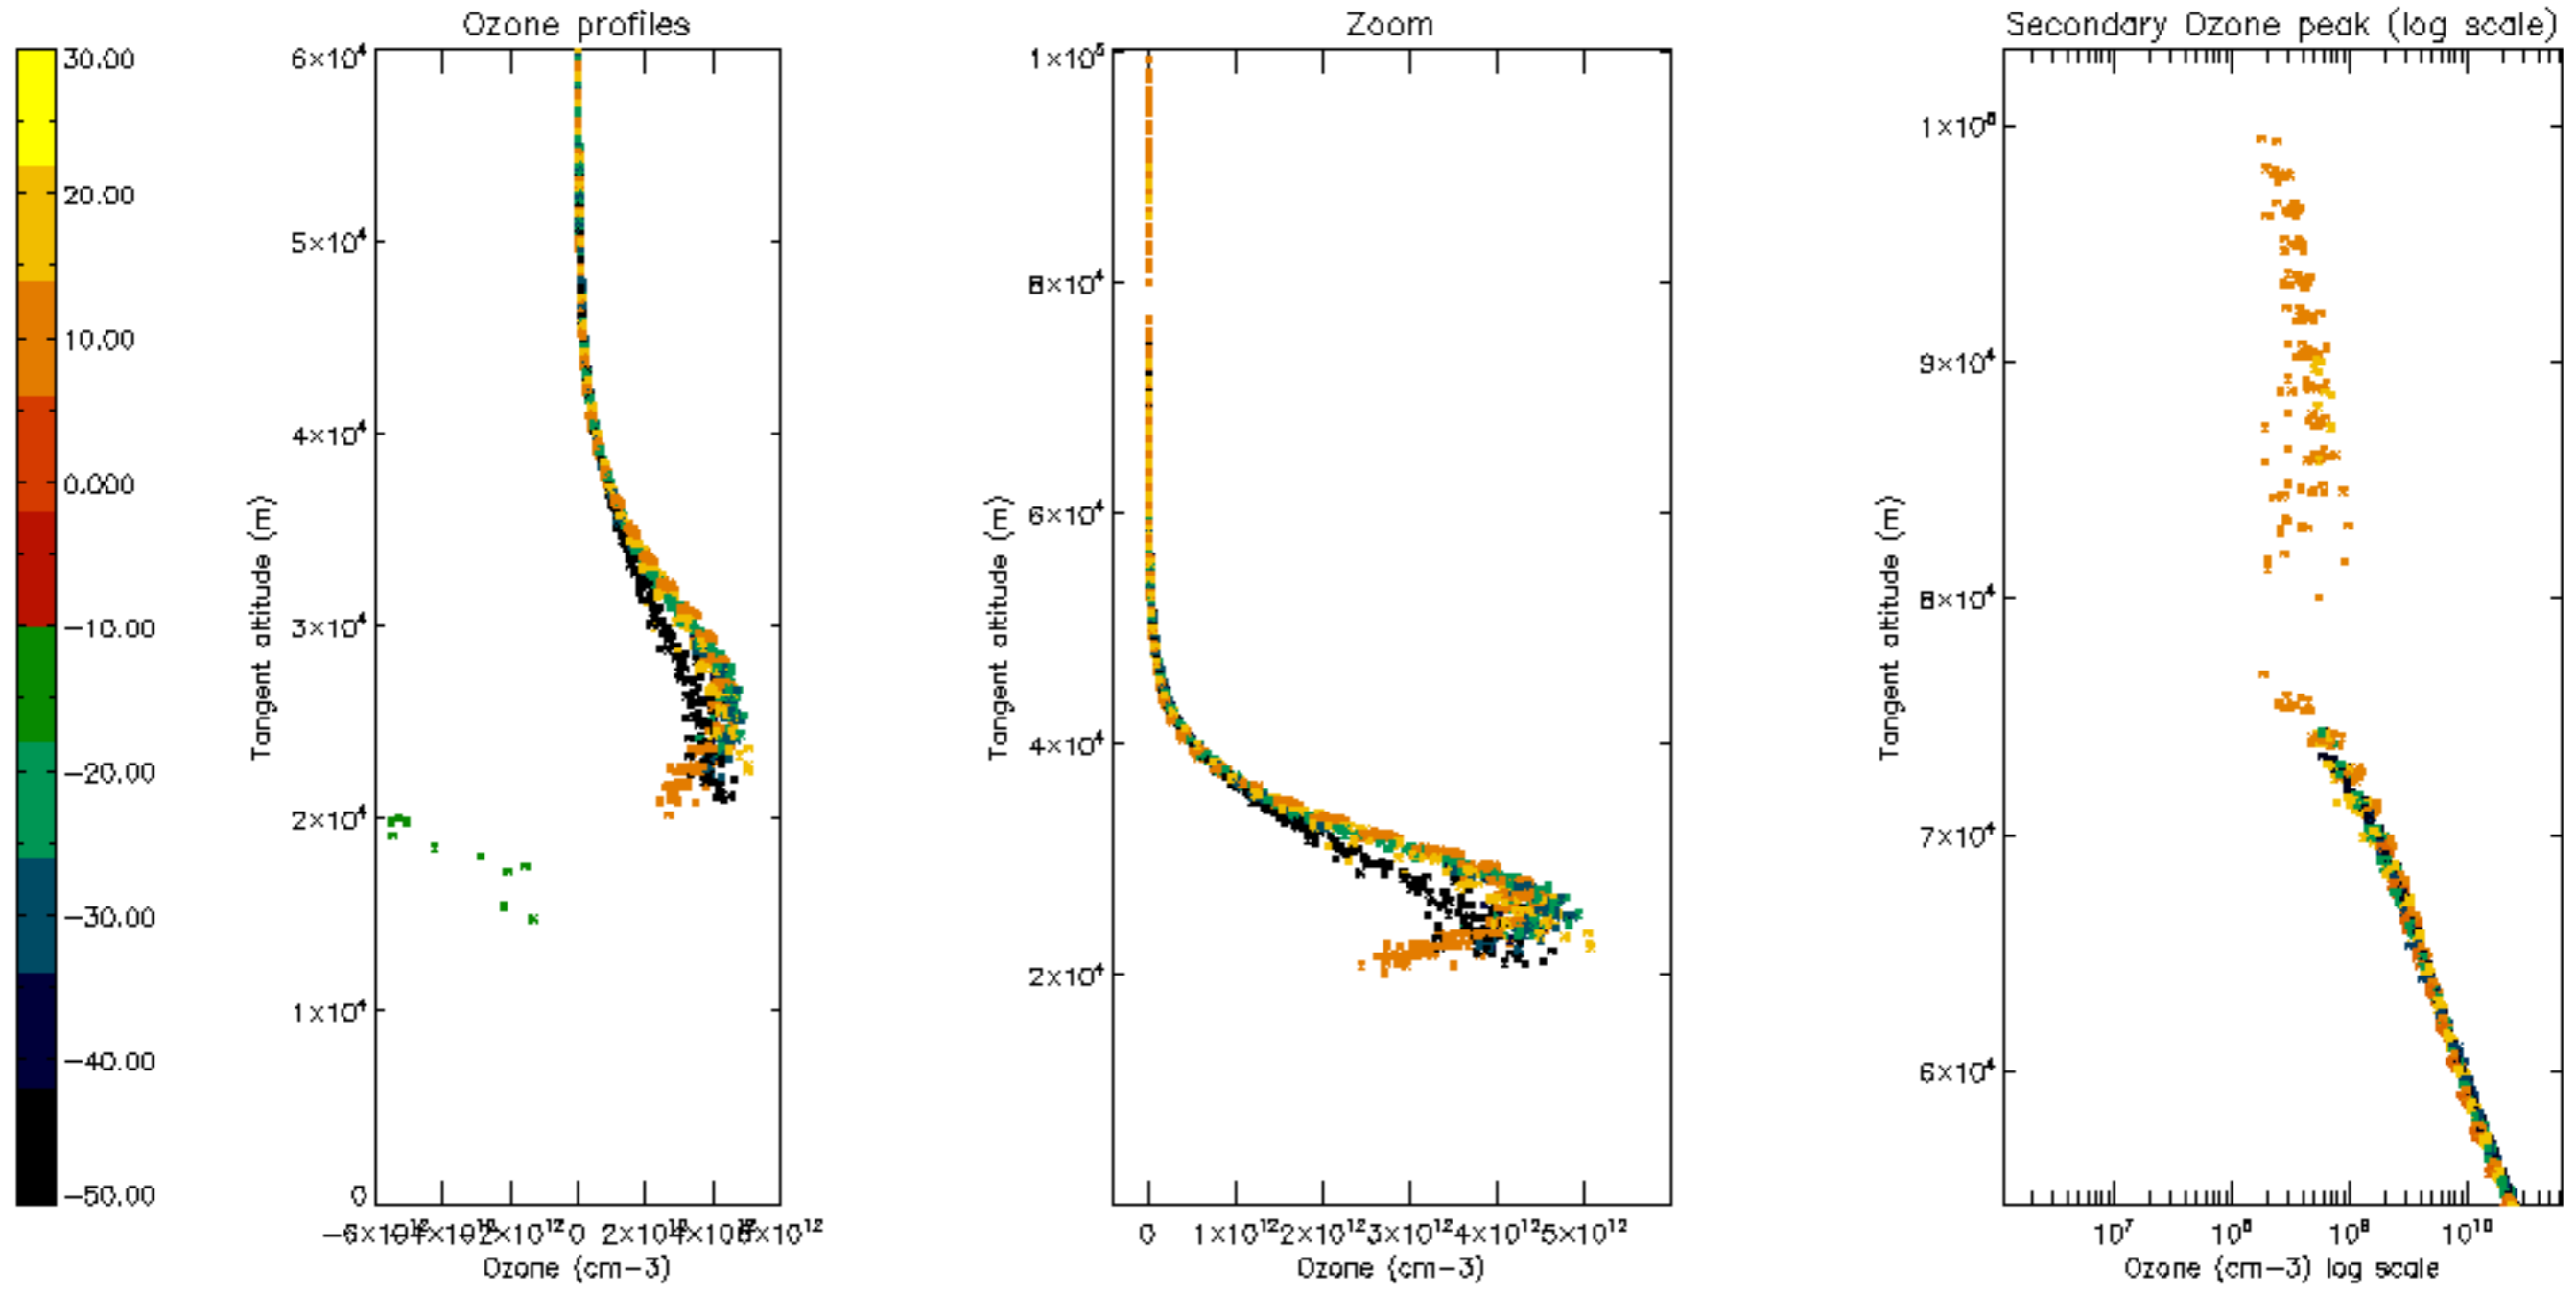 Ozone profiles
Zoom
Secondary Ozone peak (log scale)
30.00
20.00
10.00
0.000
−10.00
−20.00
−30.00
−40.00
−50.00
6×10⁴
5×10⁴
4×10⁴
3×10⁴
2×10⁴
1×10⁴
0
Tangent altitude (m)
0
Ozone (cm−3)
1×10⁵
8×10⁴
6×10⁴
4×10⁴
2×10⁴
Tangent altitude (m)
0 1×10¹² 2×10¹² 3×10¹² 4×10¹² 5×10¹²
Ozone (cm−3)
1×10⁵
9×10⁴
8×10⁴
7×10⁴
6×10⁴
Tangent altitude (m)
10⁷ 10⁸ 10⁹ 10¹⁰
Ozone (cm−3) log scale